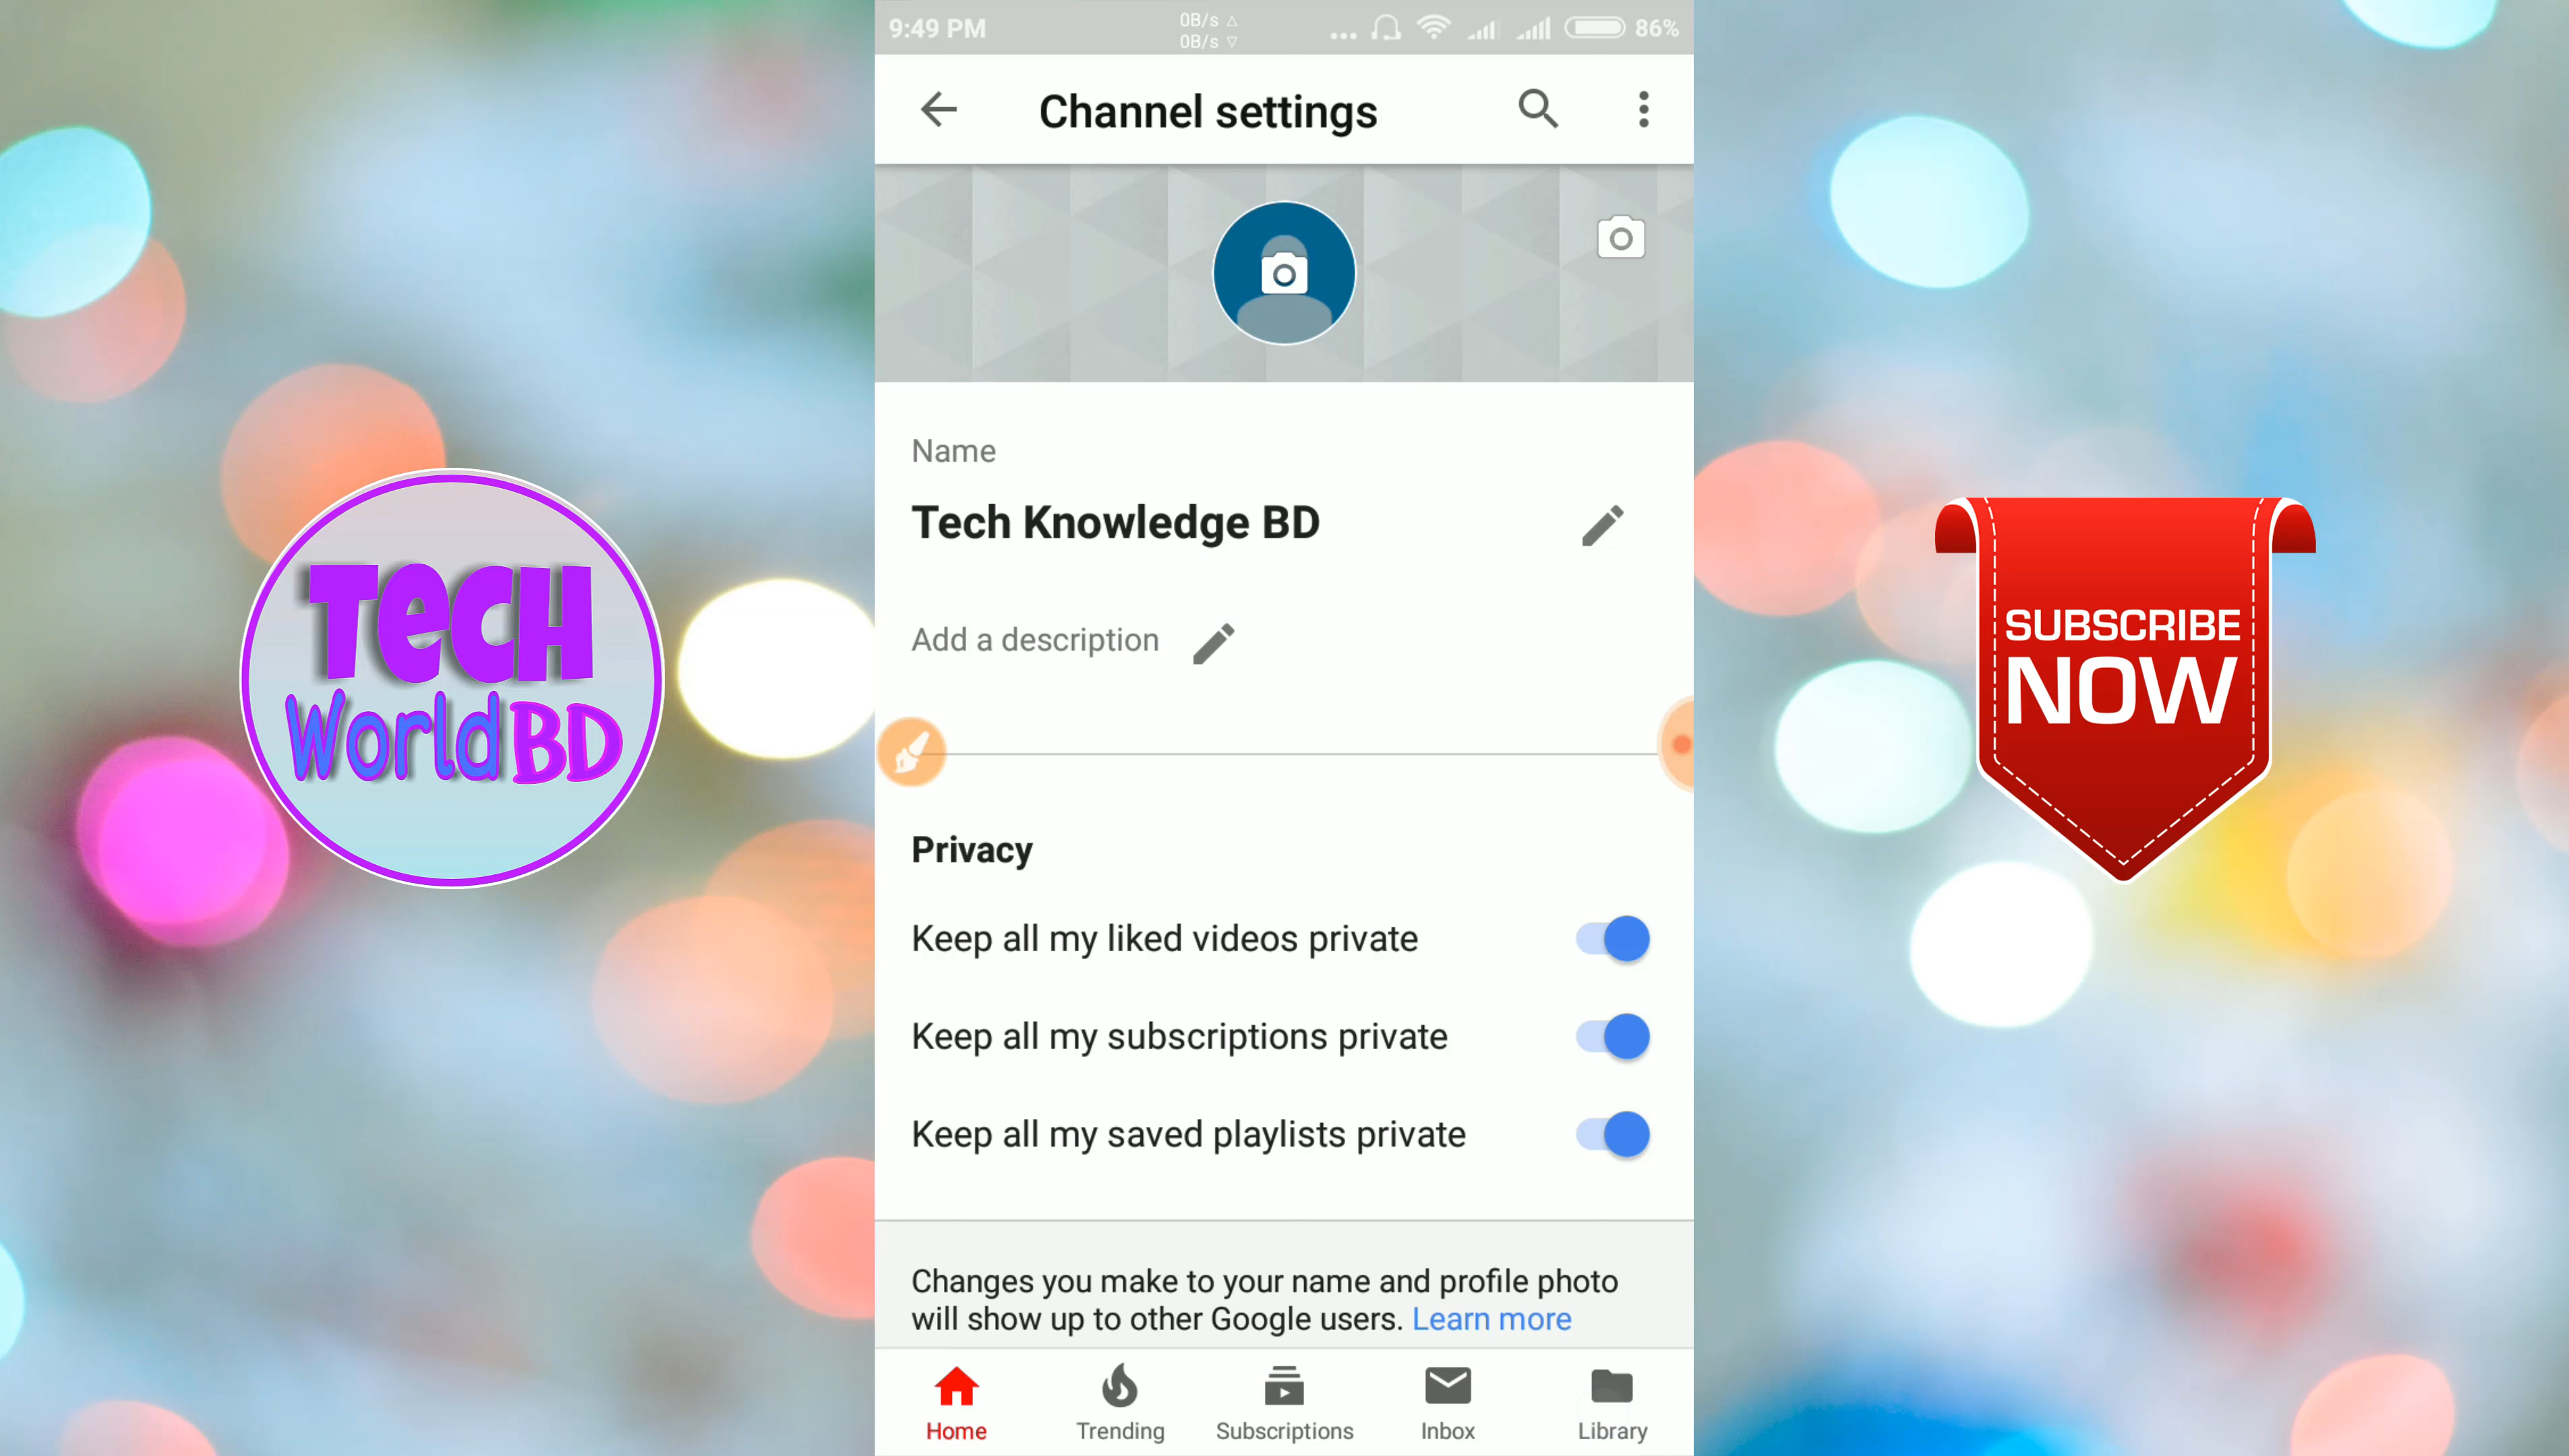 9:49 PM
0B/s △
0B/s ▽
86%
Channel settings
Name
Tech Knowledge BD
Add a description
Privacy
Keep all my liked videos private
Keep all my subscriptions private
Keep all my saved playlists private
Changes you make to your name and profile photo
will show up to other Google users. Learn more
Home
Trending
Subscriptions
Inbox
Library
TeCH
WorldBD
SUBSCRIBE
NOW